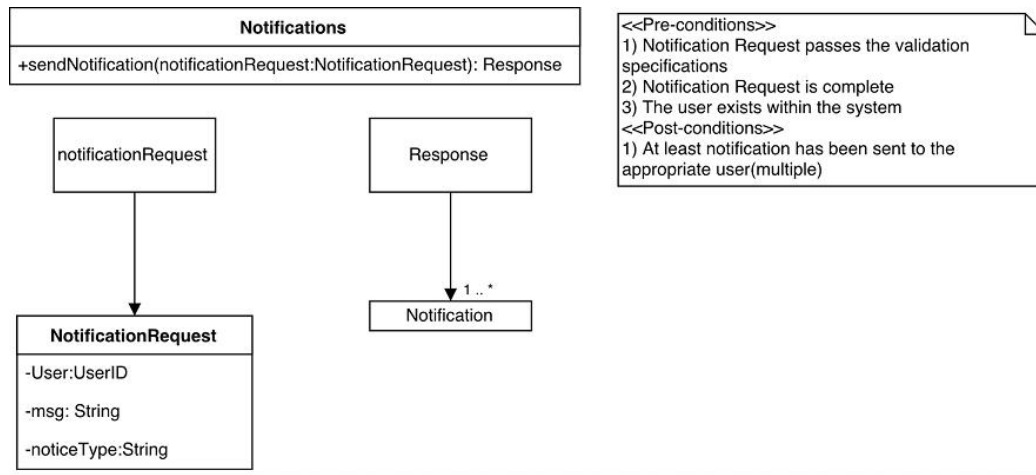 Notifications
+sendNotification(notificationRequest:NotificationRequest): Response
<<Pre-conditions>>
1) Notification Request passes the validation
specifications
2) Notification Request is complete
3) The user exists within the system
<<Post-conditions>>
1) At least notification has been sent to the
appropriate user(multiple)
notificationRequest
Response
1 .. *
Notification
NotificationRequest
-User:UserID
-msg: String
-noticeType:String